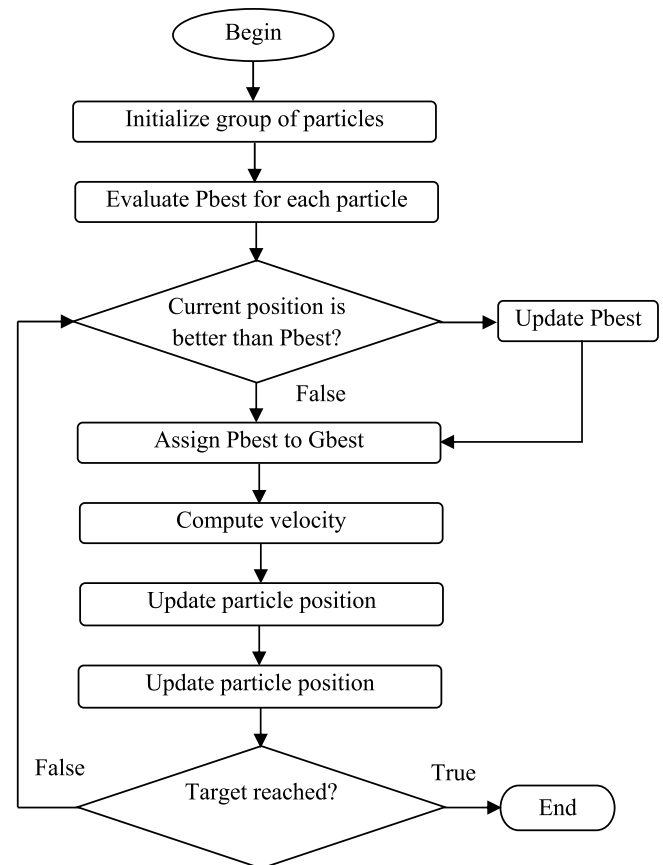 Begin
Initialize group of particles
Evaluate Pbest for each particle
Current position is
better than Pbest?
Update Pbest
False
Assign Pbest to Gbest
Compute velocity
Update particle position
Update particle position
False
Target reached?
True
End